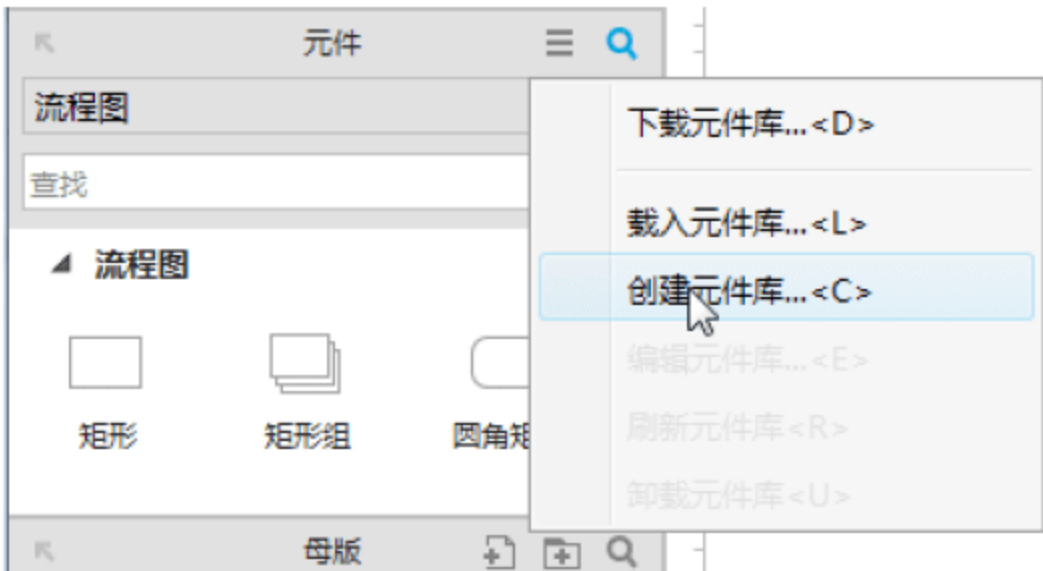 元件
流程图
查找
流程图
矩形
矩形组
圆角矩
下载元件库...<D>
载入元件库...<L>
创建元件库...<C>
编辑元件库...<E>
刷新元件库<R>
卸载元件库<U>
母版